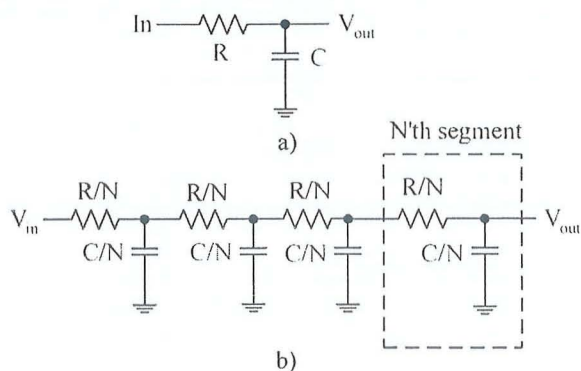 In
R
C
V_out
a)
N'th segment
R/N
R/N
R/N
R/N
V_in
C/N
C/N
C/N
C/N
V_out
b)